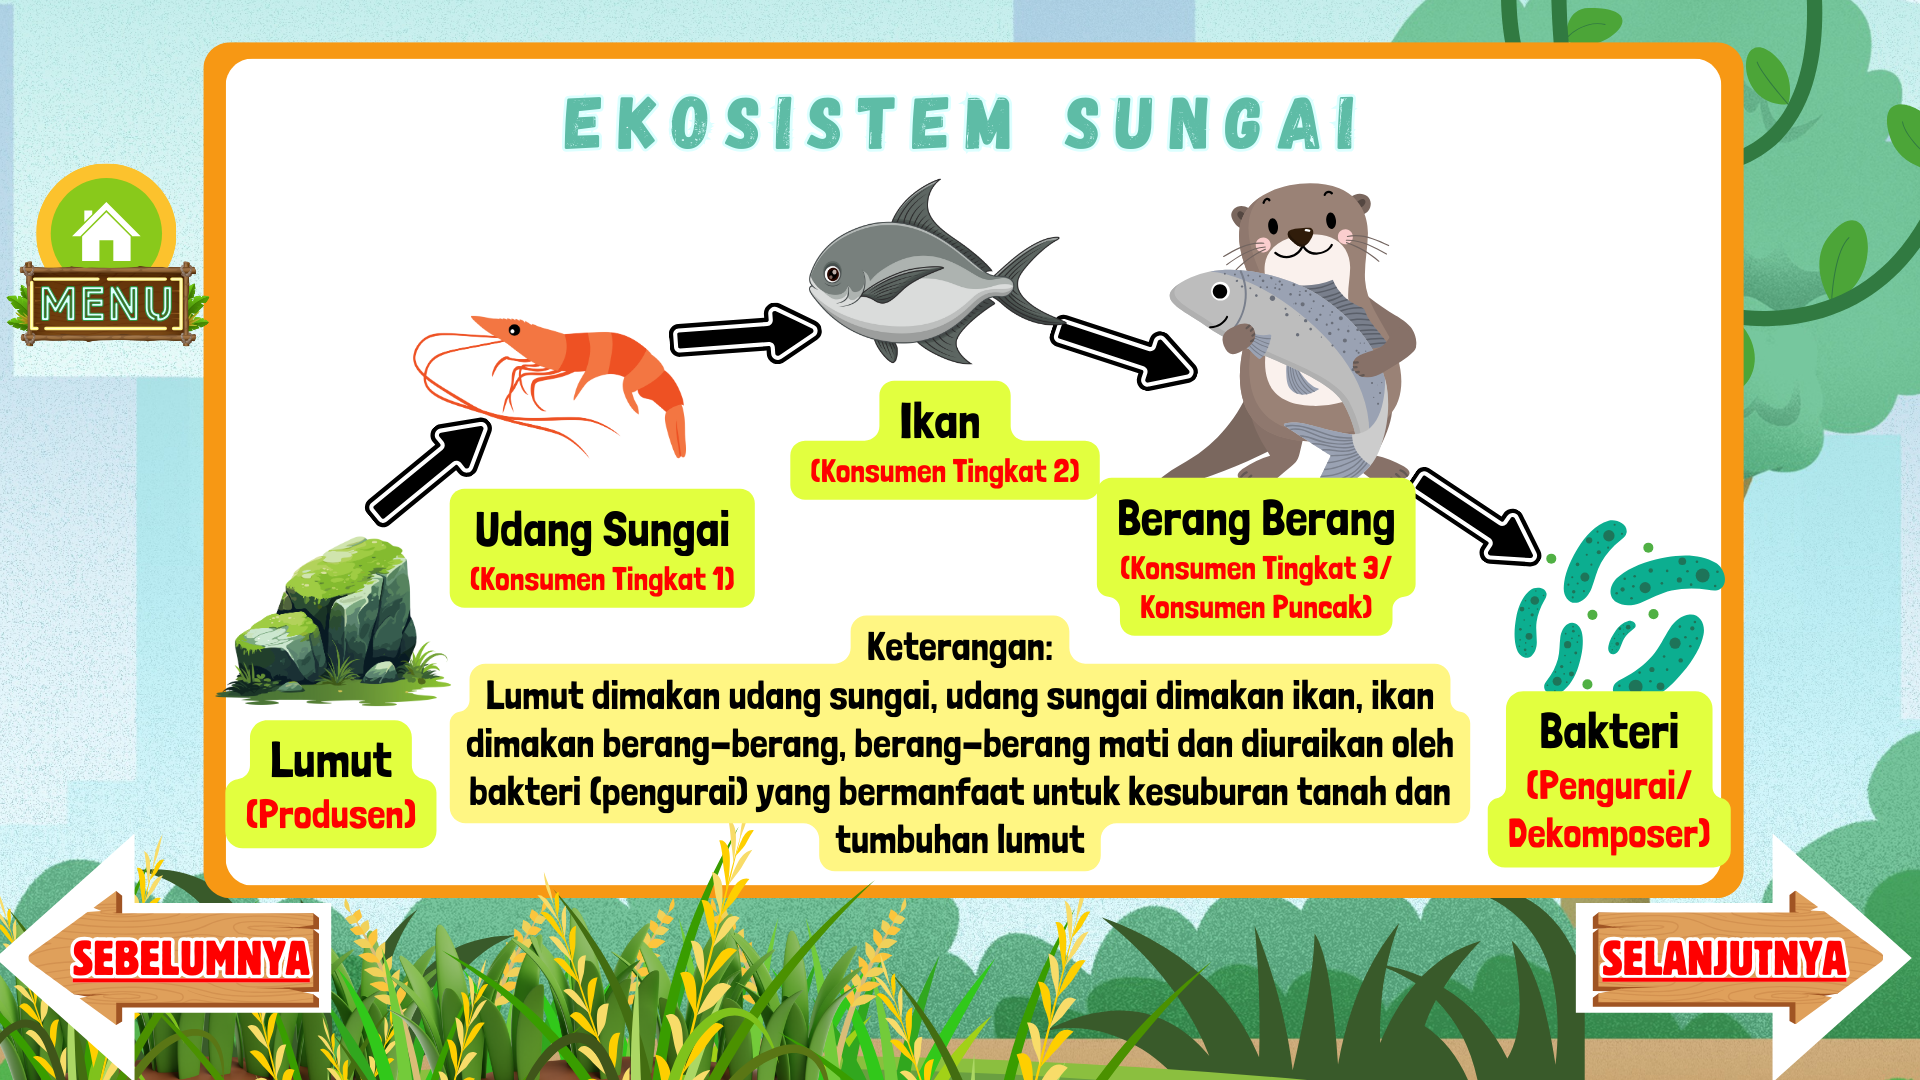 EKOSISTEM SUNGAI
MENU
Ikan
(Konsumen Tingkat 2)
Udang Sungai
(Konsumen Tingkat 1)
Berang Berang
(Konsumen Tingkat 3/
Konsumen Puncak)
Lumut
(Produsen)
Keterangan:
Lumut dimakan udang sungai, udang sungai dimakan ikan, ikan
dimakan berang-berang, berang-berang mati dan diuraikan oleh
bakteri (pengurai) yang bermanfaat untuk kesuburan tanah dan
tumbuhan lumut
Bakteri
(Pengurai/
Dekomposer)
SEBELUMNYA
SELANJUTNYA